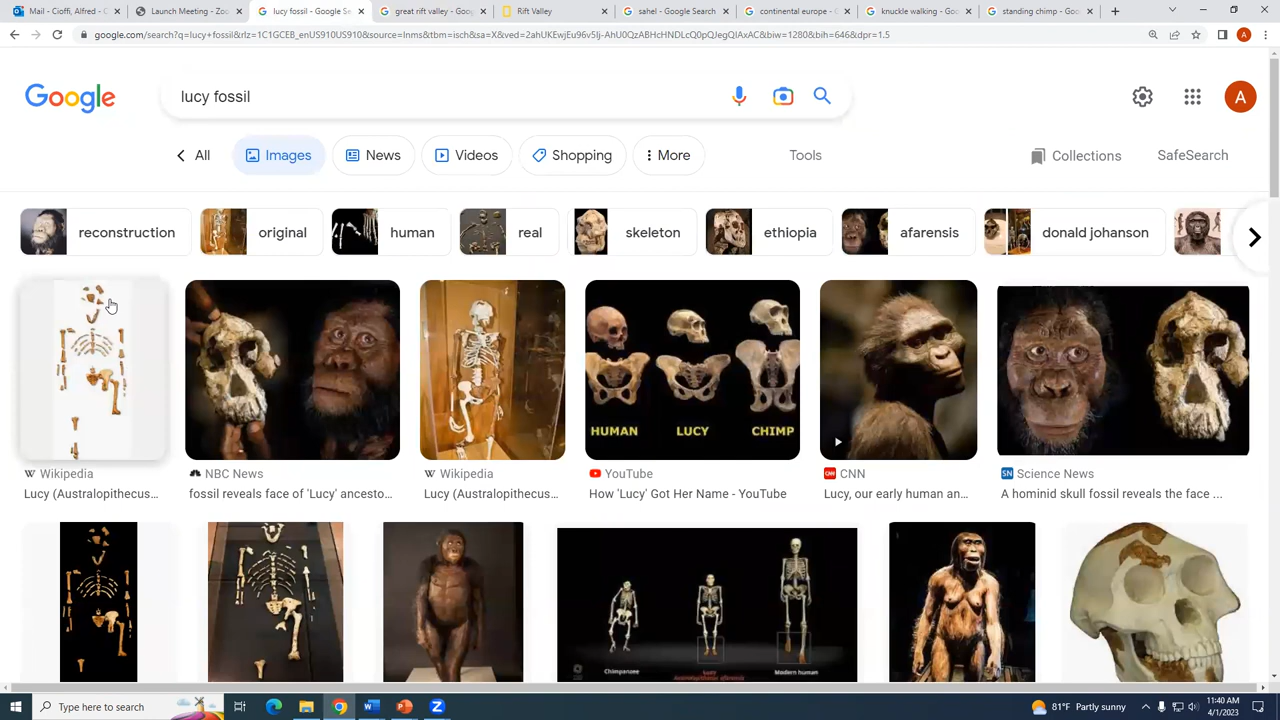 Mail - Cioffi, Alfred O
Launch Meeting - Zoo
lucy fossil - Google Se
great rift valley - Goog
Rift Valley
sahel - Google Search
continental europe - G
knuckle walking - Goo
standing chimp - Goo
google.com/search?q=lucy+fossil&rlz=1C1GCEB_enUS910US910&source=lnms&tbm=isch&sa=X&ved=2ahUKEwjEu96v5Ij-AhU0QzABHcHNDLcQ0pQJegQIAxAC&biw=1280&bih=646&dpr=1.5
A
Google
lucy fossil
A
All
Images
News
Videos
Shopping
More
Tools
Collections
SafeSearch
reconstruction
original
human
real
skeleton
ethiopia
afarensis
donald johanson
HUMAN
LUCY
CHIMP
Wikipedia
NBC News
Wikipedia
YouTube
CNN
Science News
Lucy (Australopithecus...
fossil reveals face of 'Lucy' ancesto...
Lucy (Australopithecus...
How 'Lucy' Got Her Name - YouTube
Lucy, our early human an...
A hominid skull fossil reveals the face ...
Chimpanzee
Lucy
Modern human
Type here to search
81°F Partly sunny
11:40 AM
4/1/2023